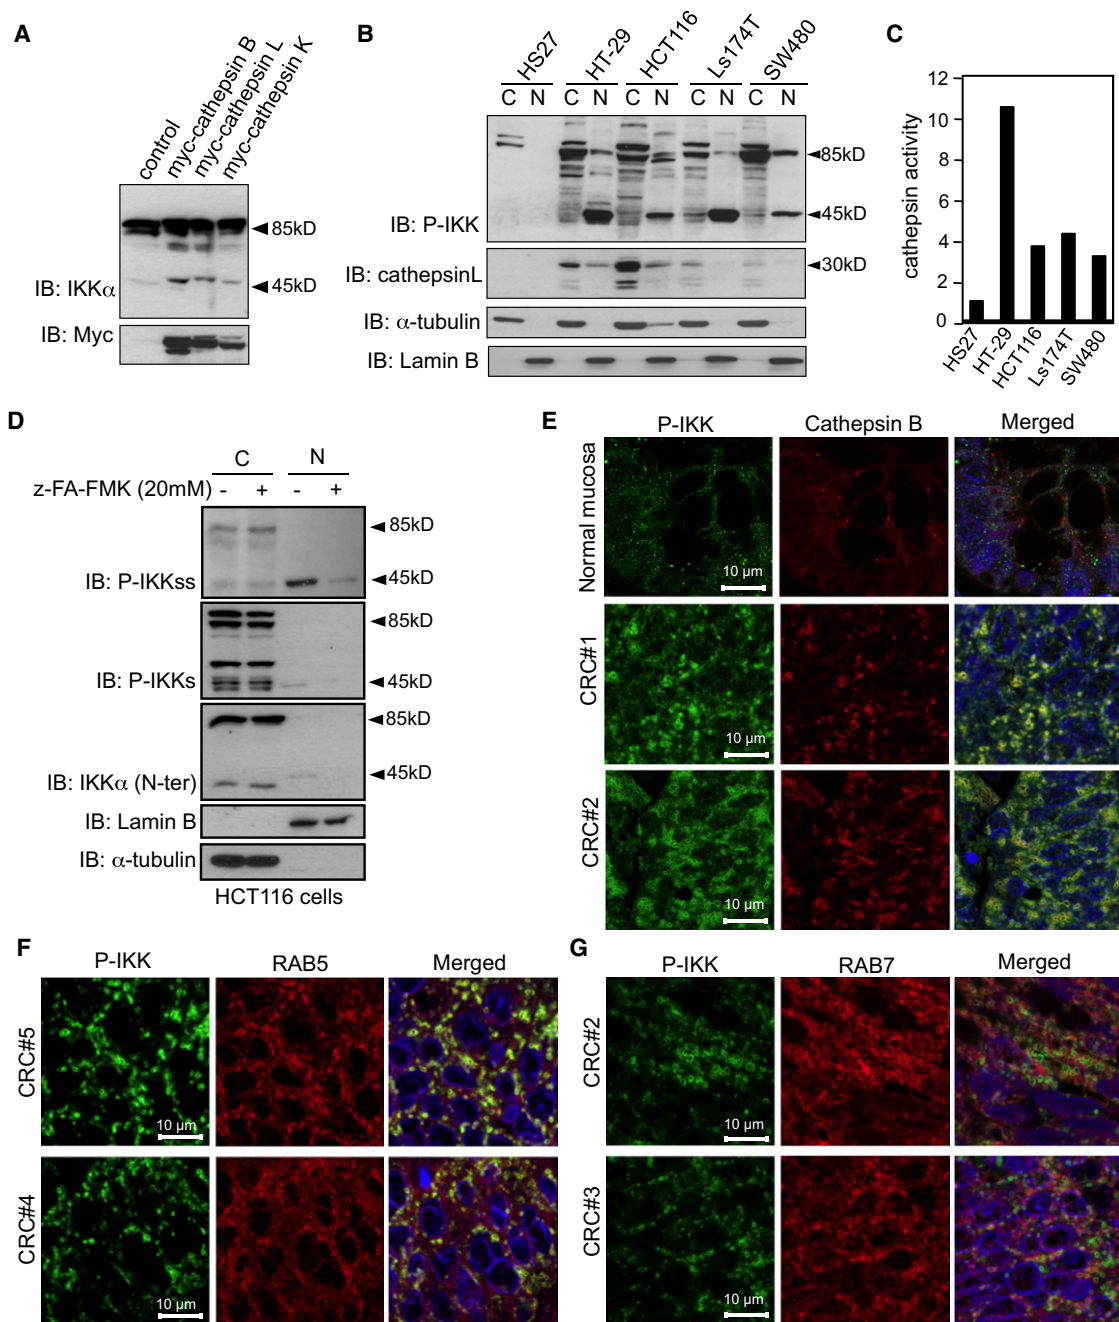 A
control
myc-cathepsin B
myc-cathepsin L
myc-cathepsin K
85kD
45kD
IB: IKKα
IB: Myc
B
HS27
HT-29
HCT116
Ls174T
SW480
C N C N C N C N C N
85kD
45kD
IB: P-IKK
30kD
IB: cathepsinL
IB: α-tubulin
IB: Lamin B
C
cathepsin activity
12
10
8
6
4
2
0
HS27
HT-29
HCT116
Ls174T
SW480
D
C N
z-FA-FMK (20mM) - + - +
85kD
45kD
IB: P-IKKss
85kD
45kD
IB: P-IKKs
85kD
45kD
IB: IKKα (N-ter)
IB: Lamin B
IB: α-tubulin
HCT116 cells
E
P-IKK Cathepsin B Merged
Normal mucosa
10 µm
CRC#1
10 µm
CRC#2
10 µm
F
P-IKK RAB5 Merged
CRC#5
10 µm
CRC#4
10 µm
G
P-IKK RAB7 Merged
CRC#2
10 µm
CRC#3
10 µm